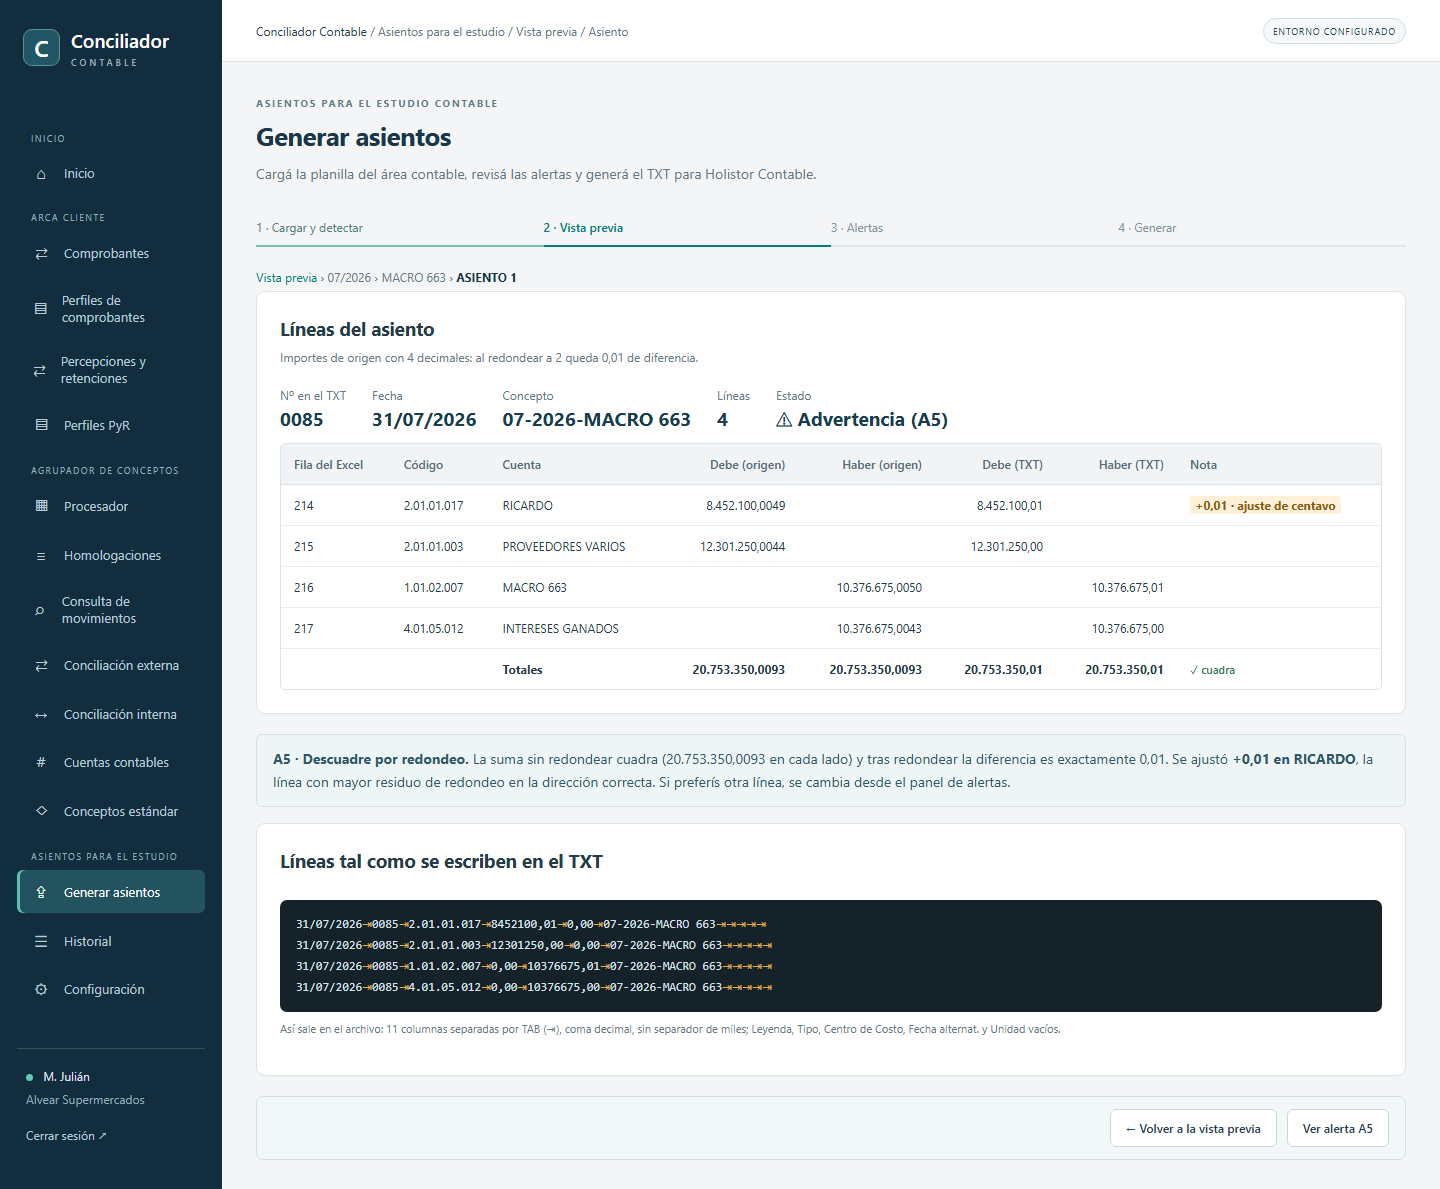 C
Conciliador
CONTABLE
INICIO
Inicio
ARCA CLIENTE
Comprobantes
Perfiles de
comprobantes
Percepciones y
retenciones
Perfiles PyR
AGRUPADOR DE CONCEPTOS
Procesador
Homologaciones
Consulta de
movimientos
Conciliación externa
Conciliación interna
# Cuentas contables
Conceptos estándar
ASIENTOS PARA EL ESTUDIO
Generar asientos
Historial
Configuración
M. Julián
Alvear Supermercados
Cerrar sesión ↗
Conciliador Contable / Asientos para el estudio / Vista previa / Asiento
ENTORNO CONFIGURADO
ASIENTOS PARA EL ESTUDIO CONTABLE
Generar asientos
Cargá la planilla del área contable, revisá las alertas y generá el TXT para Holistor Contable.
1 · Cargar y detectar 2 · Vista previa 3 · Alertas 4 · Generar
Vista previa › 07/2026 › MACRO 663 › ASIENTO 1
Líneas del asiento
Importes de origen con 4 decimales: al redondear a 2 queda 0,01 de diferencia.
Nº en el TXT Fecha Concepto Líneas Estado
0085 31/07/2026 07-2026-MACRO 663 4 ⚠ Advertencia (A5)
Fila del Excel Código Cuenta Debe (origen) Haber (origen) Debe (TXT) Haber (TXT) Nota
214 2.01.01.017 RICARDO 8.452.100,0049 8.452.100,01 +0,01 · ajuste de centavo
215 2.01.01.003 PROVEEDORES VARIOS 12.301.250,0044 12.301.250,00
216 1.01.02.007 MACRO 663 10.376.675,0050 10.376.675,01
217 4.01.05.012 INTERESES GANADOS 10.376.675,0043 10.376.675,00
Totales 20.753.350,0093 20.753.350,0093 20.753.350,01 20.753.350,01 ✓ cuadra
A5 · Descuadre por redondeo. La suma sin redondear cuadra (20.753.350,0093 en cada lado) y tras redondear la diferencia es exactamente 0,01. Se ajustó +0,01 en RICARDO, la
línea con mayor residuo de redondeo en la dirección correcta. Si preferís otra línea, se cambia desde el panel de alertas.
Líneas tal como se escriben en el TXT
31/07/2026⇥0085⇥2.01.01.017⇥8452100,01⇥0,00⇥07-2026-MACRO 663⇥⇥⇥⇥⇥
31/07/2026⇥0085⇥2.01.01.003⇥12301250,00⇥0,00⇥07-2026-MACRO 663⇥⇥⇥⇥⇥
31/07/2026⇥0085⇥1.01.02.007⇥0,00⇥10376675,01⇥07-2026-MACRO 663⇥⇥⇥⇥⇥
31/07/2026⇥0085⇥4.01.05.012⇥0,00⇥10376675,00⇥07-2026-MACRO 663⇥⇥⇥⇥⇥
Así sale en el archivo: 11 columnas separadas por TAB (⇥), coma decimal, sin separador de miles; Leyenda, Tipo, Centro de Costo, Fecha alternat. y Unidad vacíos.
← Volver a la vista previa
Ver alerta A5